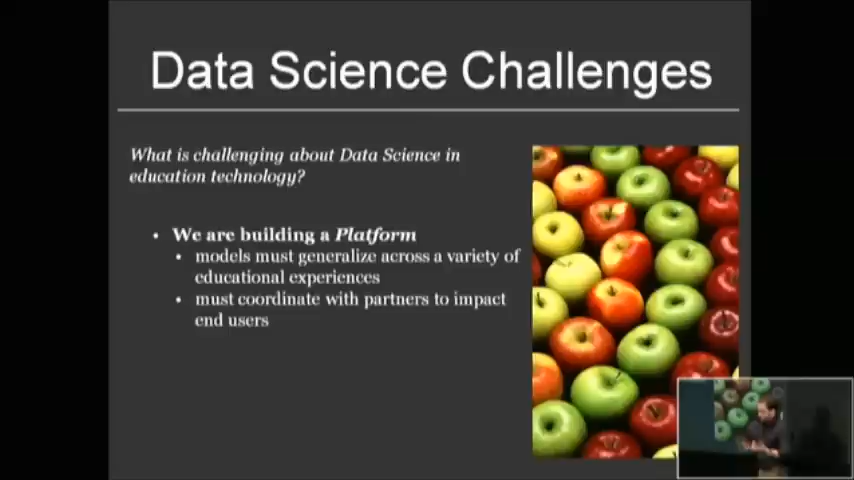 Data Science Challenges
What is challenging about Data Science in
education technology?
• We are building a Platform
• models must generalize across a variety of
educational experiences
• must coordinate with partners to impact
end users